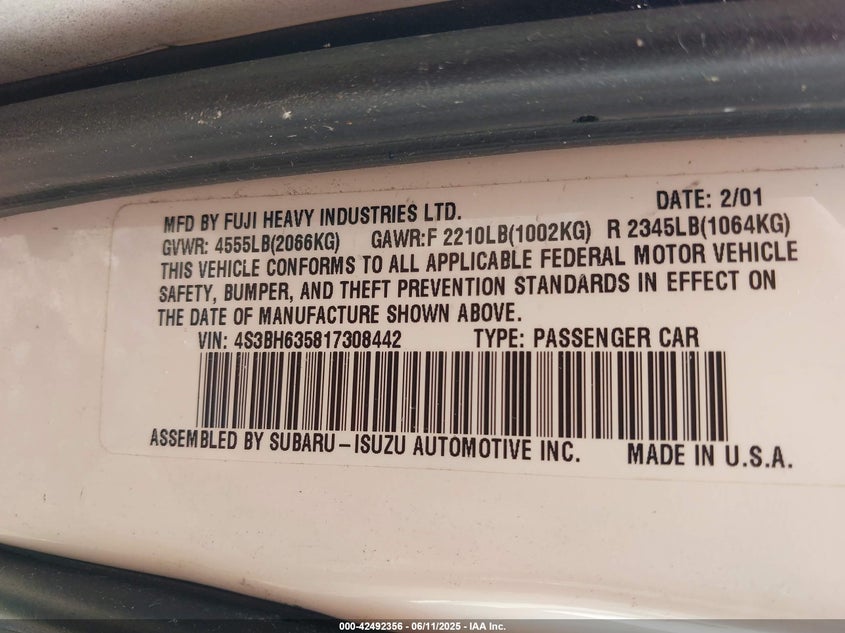 DATE: 2/01
MFD BY FUJI HEAVY INDUSTRIES LTD.
GVWR: 4555LB(2066KG) GAWR:F 2210LB(1002KG) R 2345LB(1064KG)
THIS VEHICLE CONFORMS TO ALL APPLICABLE FEDERAL MOTOR VEHICLE
SAFETY, BUMPER, AND THEFT PREVENTION STANDARDS IN EFFECT ON
THE DATE OF MANUFACTURE SHOWN ABOVE.
VIN: 4S3BH635817308442 TYPE: PASSENGER CAR
ASSEMBLED BY SUBARU-ISUZU AUTOMOTIVE INC. MADE IN U.S.A.
000-42492356 - 06/11/2025 - IAA Inc.